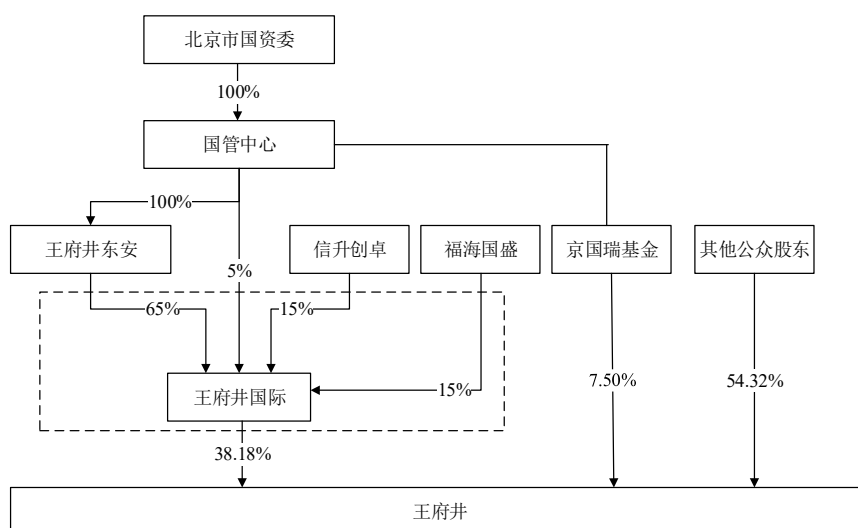 北京市国资委
100%
国管中心
100%
王府井东安
5%
信升创卓
福海国盛
京国瑞基金
其他公众股东
65%
15%
王府井国际
15%
7.50%
54.32%
38.18%
王府井